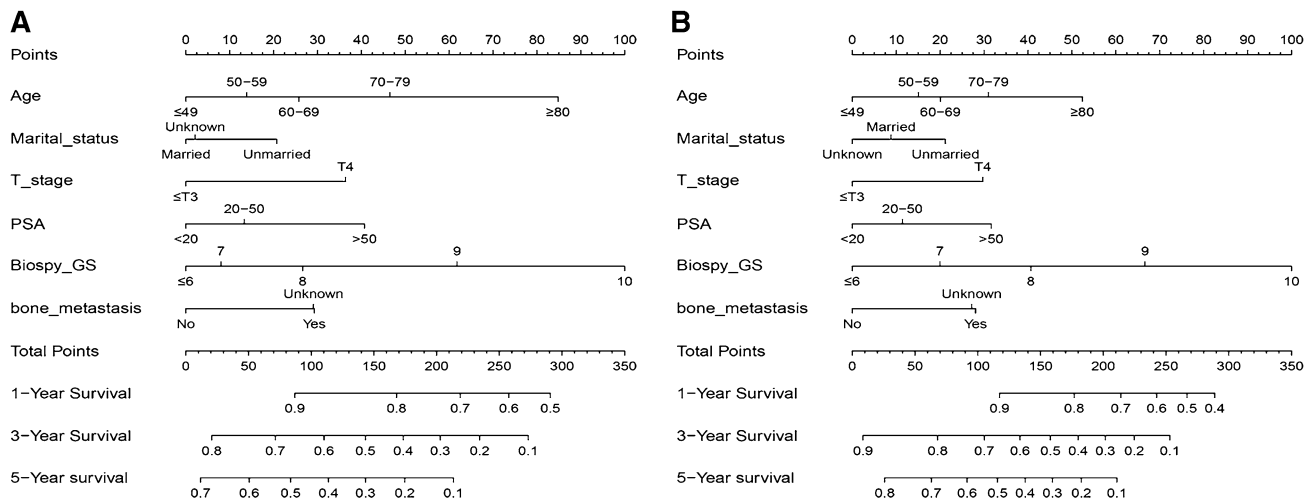 A
Points
0 10 20 30 40 50 60 70 80 90 100
50−59 70−79
Age
≤49 60−69 ≥80
Unknown
Marital_status
Married Unmarried
T4
T_stage
≤T3
20−50
PSA
<20 >50
7 9
Biospy_GS
≤6 8 10
Unknown
bone_metastasis
No Yes
Total Points
0 50 100 150 200 250 300 350
1−Year Survival
0.9 0.8 0.7 0.6 0.5
3−Year Survival
0.8 0.7 0.6 0.5 0.4 0.3 0.2 0.1
5−Year survival
0.7 0.6 0.5 0.4 0.3 0.2 0.1
B
0 10 20 30 40 50 60 70 80 90 100
Points
50−59 70−79
Age
≤49 60−69 ≥80
Married
Marital_status
Unknown Unmarried
T4
T_stage
≤T3
20−50
PSA
<20 >50
7 9
Biospy_GS
≤6 8 10
Unknown
bone_metastasis
No Yes
Total Points
0 50 100 150 200 250 300 350
1−Year Survival
0.9 0.8 0.7 0.6 0.5 0.4
3−Year Survival
0.9 0.8 0.7 0.6 0.5 0.4 0.3 0.2 0.1
5−Year survival
0.8 0.7 0.6 0.5 0.4 0.3 0.2 0.1